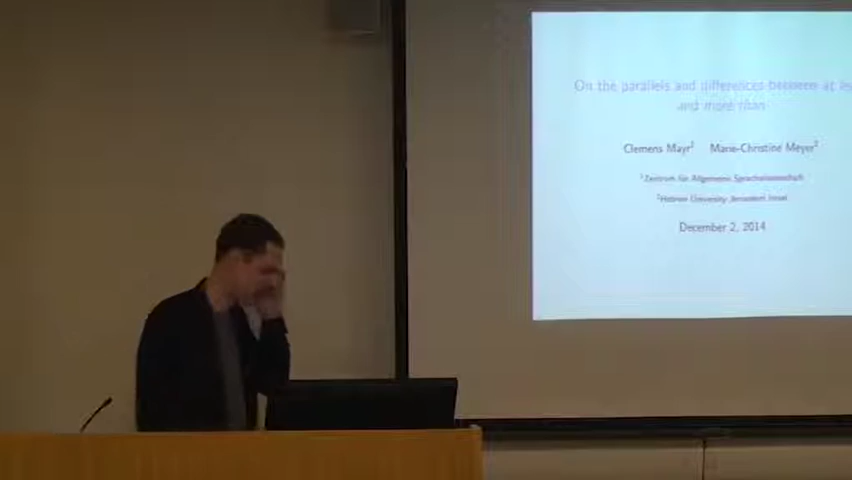 On the parallels and differences between at le
and more than
Clemens Mayr¹ Marie-Christine Meyer²
¹Zentrum für Allgemeine Sprachwissenschaft
²Hebrew University Jerusalem Israel
December 2, 2014